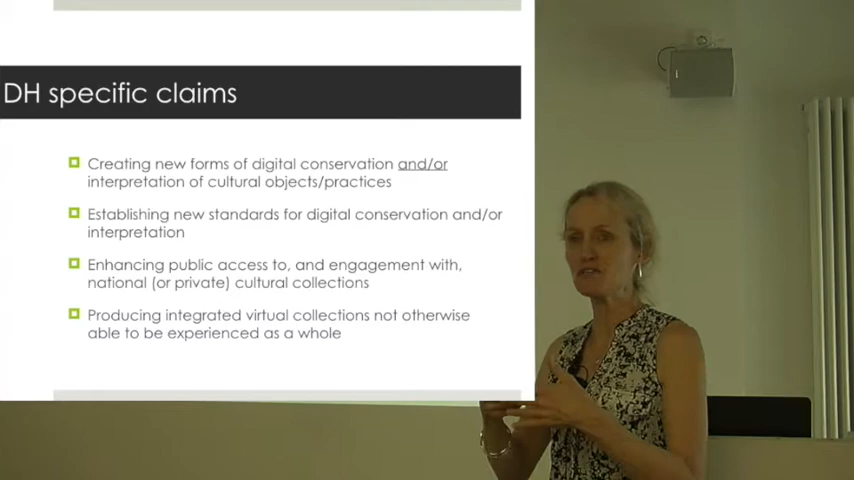 DH specific claims
Creating new forms of digital conservation and/or
interpretation of cultural objects/practices
Establishing new standards for digital conservation and/or
interpretation
Enhancing public access to, and engagement with,
national (or private) cultural collections
Producing integrated virtual collections not otherwise
able to be experienced as a whole